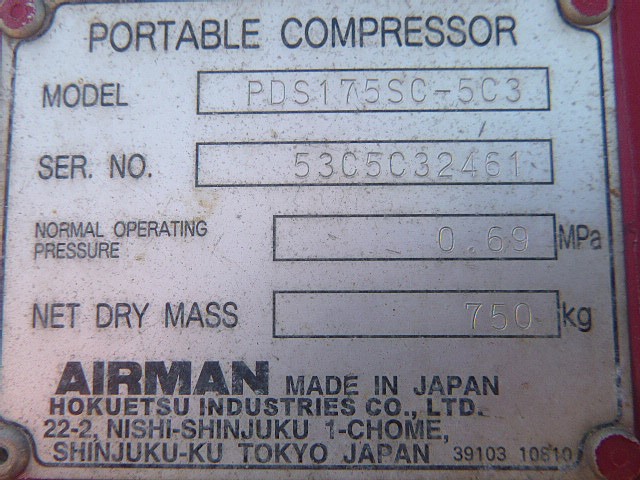 PORTABLE COMPRESSOR
MODEL PDS175SC-5C3
SER. NO. 53C5C32461
NORMAL OPERATING
PRESSURE 0.69 MPa
NET DRY MASS 750 kg
AIRMAN MADE IN JAPAN
HOKUETSU INDUSTRIES CO., LTD.
22-2, NISHI-SHINJUKU 1-CHOME,
SHINJUKU-KU TOKYO JAPAN 39103 10610